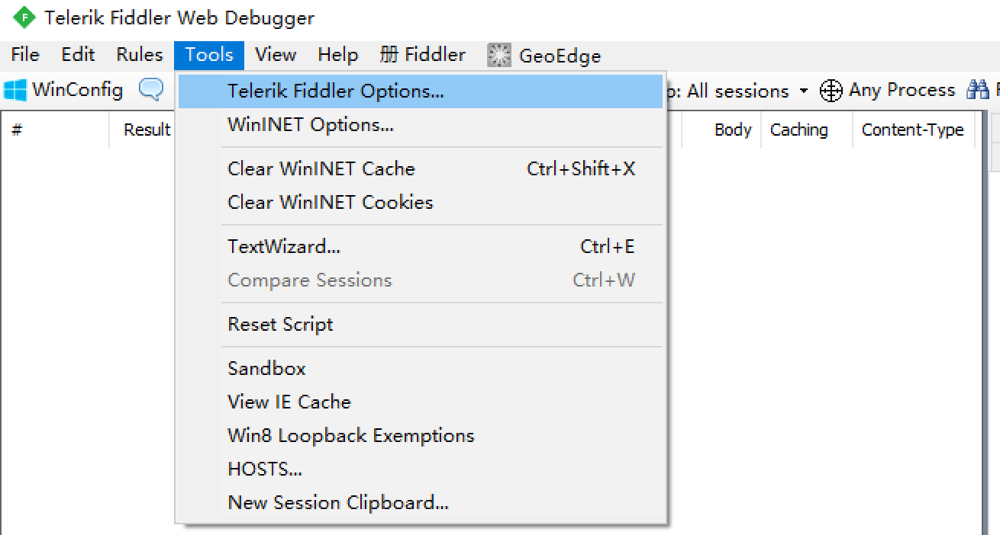 Telerik Fiddler Web Debugger
File Edit Rules Tools View Help 册 Fiddler GeoEdge
WinConfig All sessions Any Process
# Result Body Caching Content-Type
Telerik Fiddler Options...
WinINET Options...
Clear WinINET Cache Ctrl+Shift+X
Clear WinINET Cookies
TextWizard... Ctrl+E
Compare Sessions Ctrl+W
Reset Script
Sandbox
View IE Cache
Win8 Loopback Exemptions
HOSTS...
New Session Clipboard...